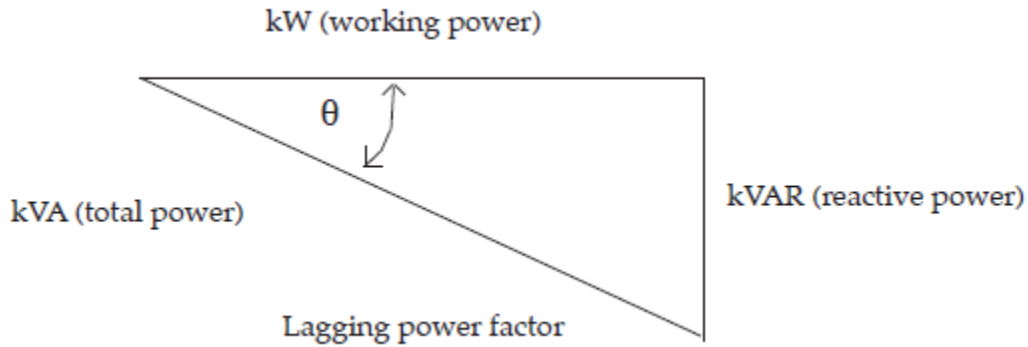 kW (working power)
θ
kVA (total power)
kVAR (reactive power)
Lagging power factor